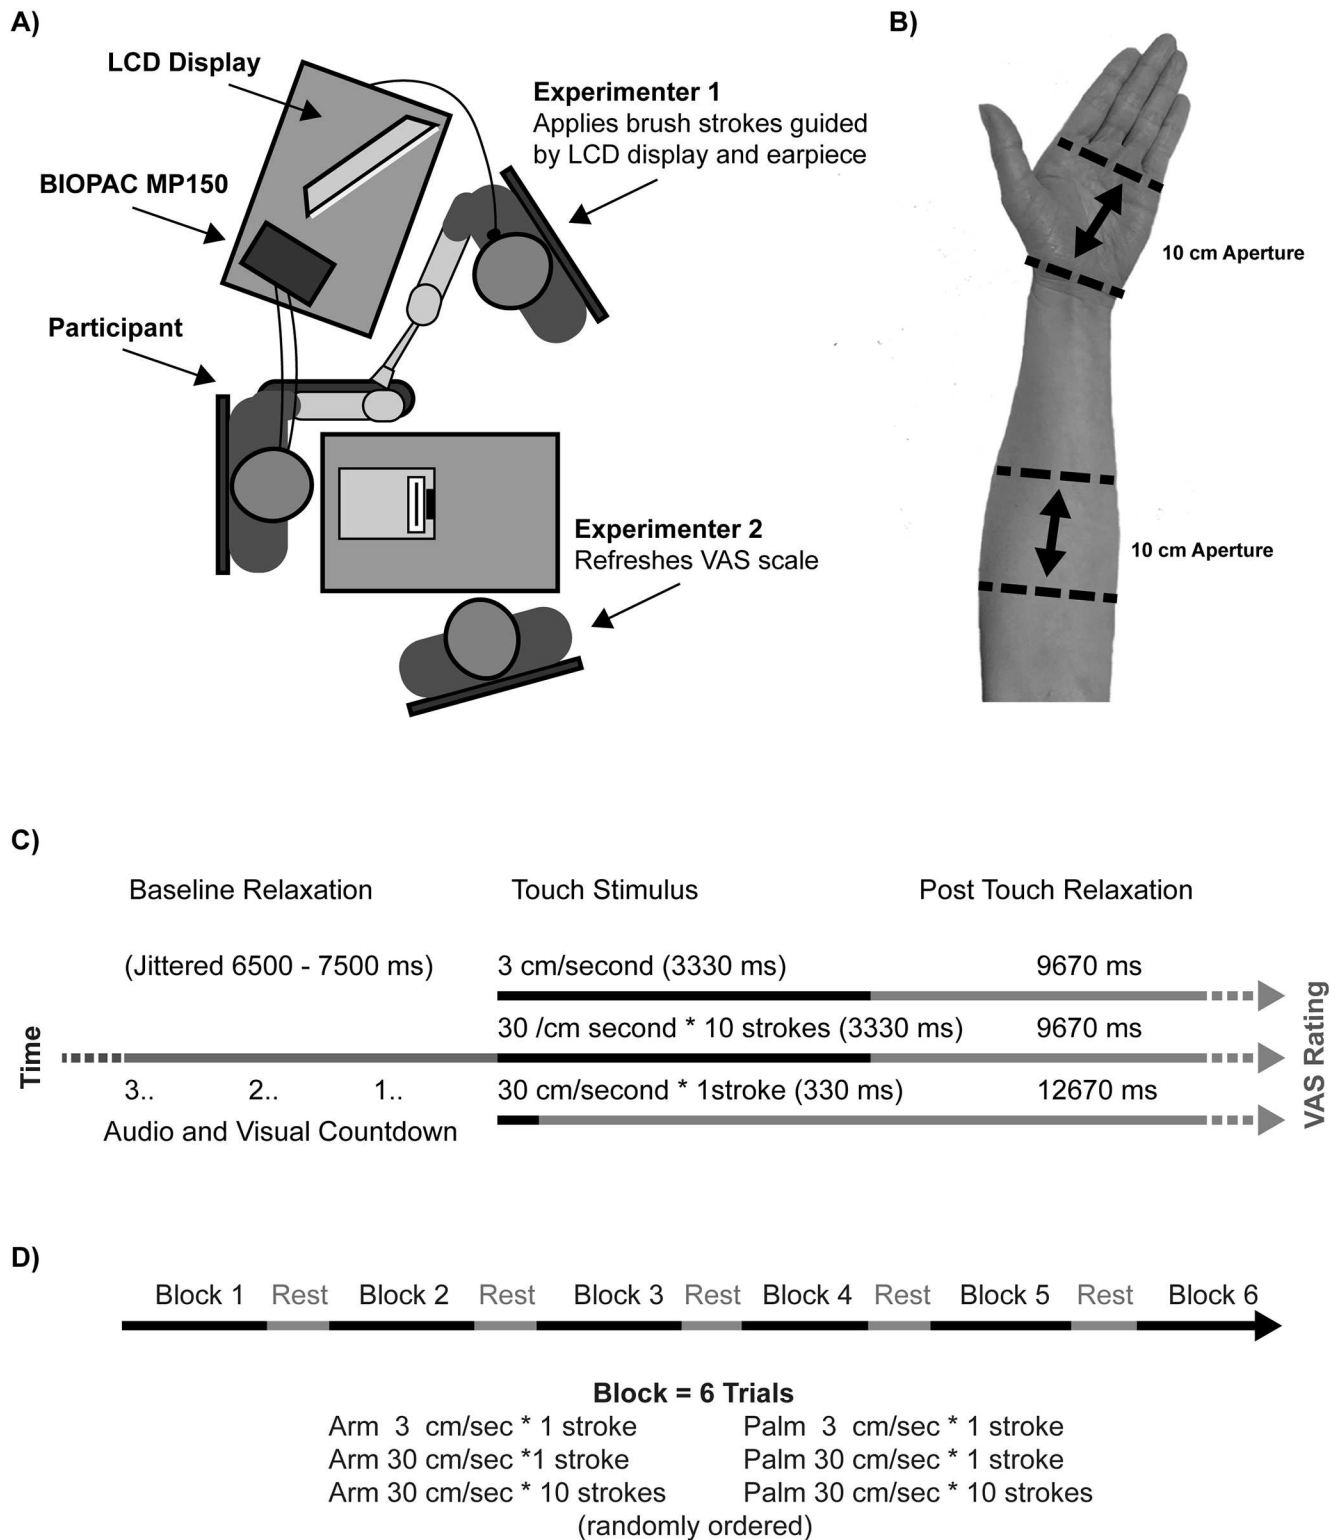 A)
LCD Display
BIOPAC MP150
Participant
Experimenter 1
Applies brush strokes guided
by LCD display and earpiece
Experimenter 2
Refreshes VAS scale
B)
10 cm Aperture
10 cm Aperture
C)
Baseline Relaxation
Touch Stimulus
Post Touch Relaxation
(Jittered 6500 - 7500 ms)
3 cm/second (3330 ms)
9670 ms
30 /cm second * 10 strokes (3330 ms)
9670 ms
Time
3.. 2.. 1..
30 cm/second * 1stroke (330 ms)
12670 ms
Audio and Visual Countdown
VAS Rating
D)
Block 1 Rest Block 2 Rest Block 3 Rest Block 4 Rest Block 5 Rest Block 6
Block = 6 Trials
Arm 3 cm/sec * 1 stroke
Palm 3 cm/sec * 1 stroke
Arm 30 cm/sec *1 stroke
Palm 30 cm/sec * 1 stroke
Arm 30 cm/sec * 10 strokes
Palm 30 cm/sec * 10 strokes
(randomly ordered)